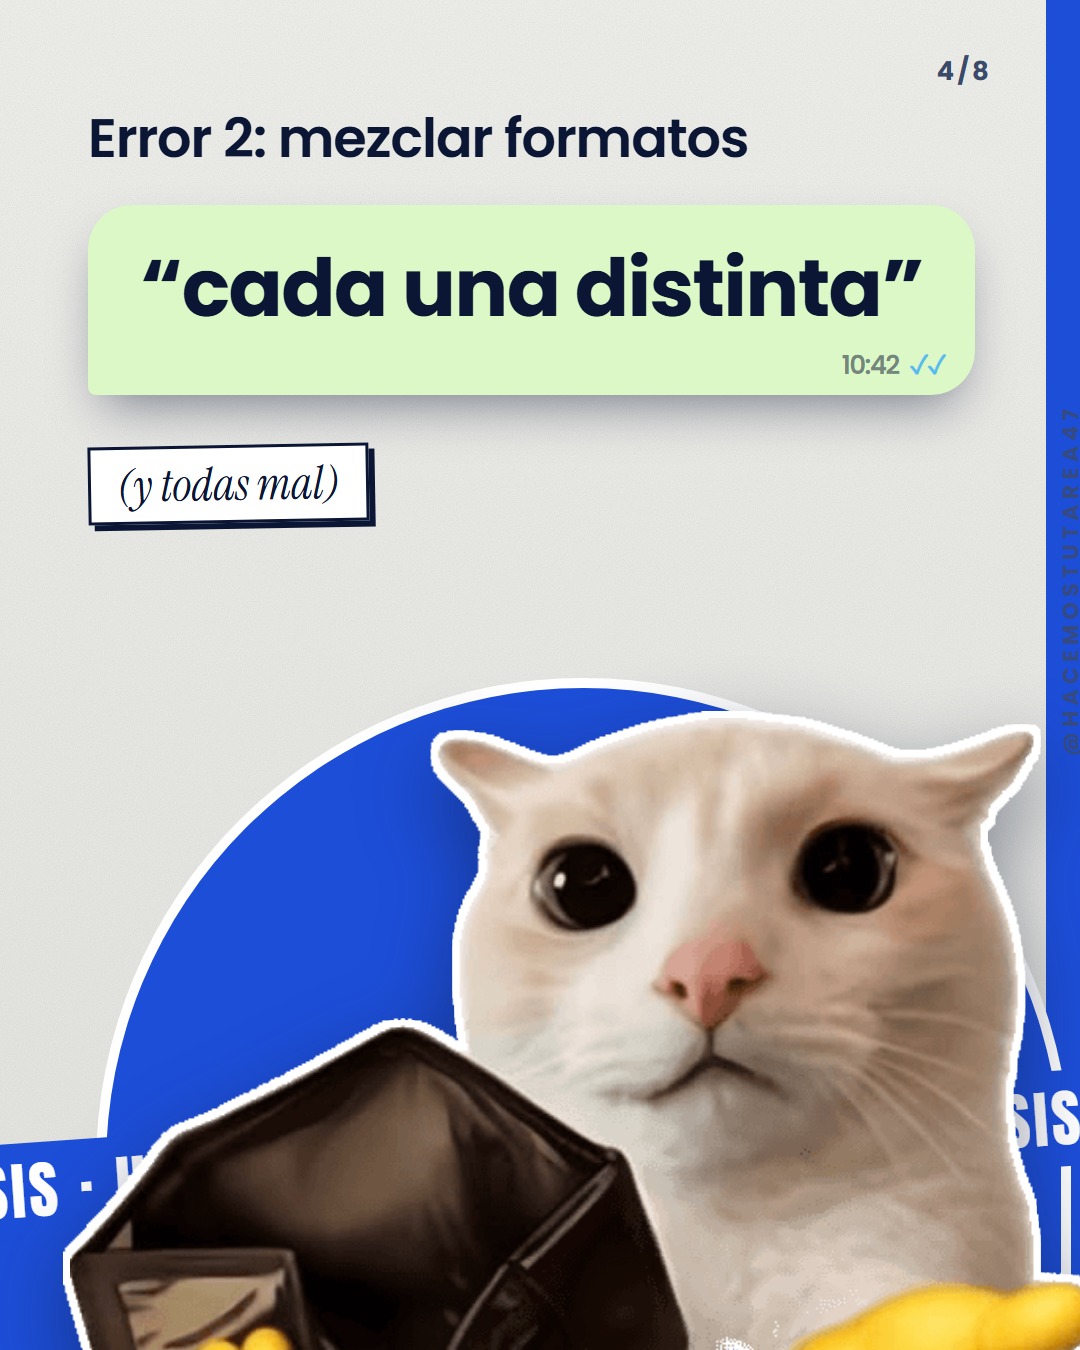 4/8
Error 2: mezclar formatos
“cada una distinta”
10:42
(y todas mal)
@HACEMOSTUTAREA47
SIS
SIS ·